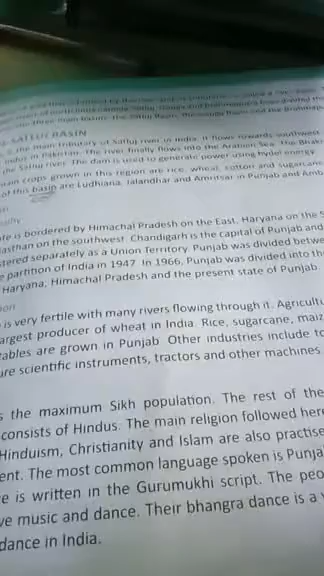 SATLUJ BASIN
the main tributary of Satluj river in India. It flows towards southwest
Indus in Pakistan. The river finally flows into the Arabian Sea. The Bhakr
the Satluj river. The dam is used to generate power using hydel energy.
main crops grown in this region are rice, wheat, cotton and sugarcane
of this basin are Ludhiana, Jalandhar and Amritsar in Punjab and Amb
te is bordered by Himachal Pradesh on the East, Haryana on the S
asthan on the southwest. Chandigarh is the capital of Punjab and
stered separately as a Union Territory. Punjab was divided betwe
e partition of India in 1947. In 1966, Punjab was divided into th
Haryana, Himachal Pradesh and the present state of Punjab.
ion
is very fertile with many rivers flowing through it. Agricultu
argest producer of wheat in India. Rice, sugarcane, maiz
tables are grown in Punjab. Other industries include to
ure scientific instruments, tractors and other machines
s the maximum Sikh population. The rest of the
consists of Hindus. The main religion followed here
Hinduism, Christianity and Islam are also practise
ent. The most common language spoken is Punja
e is written in the Gurumukhi script. The peo
ve music and dance. Their bhangra dance is a v
dance in India.